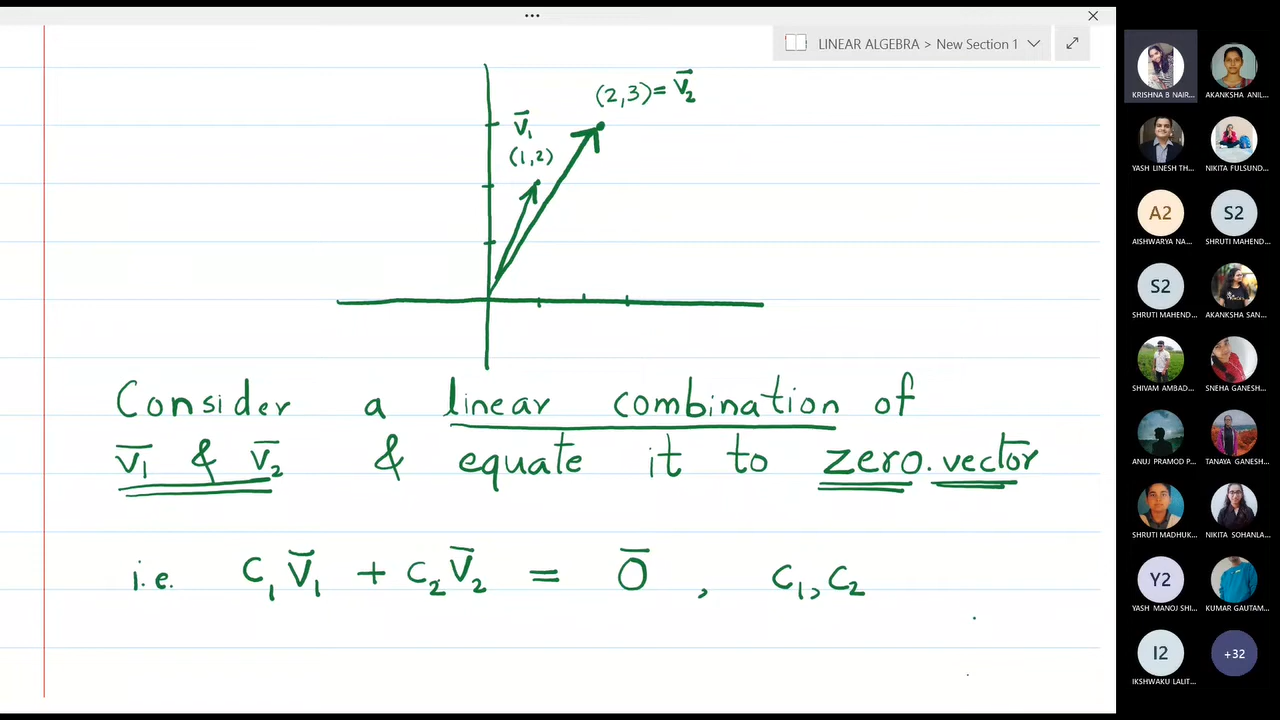 LINEAR ALGEBRA > New Section 1
(2,3) = V̅₂
V̅₁
(1,2)
Consider a linear combination of
V̅₁ & V̅₂ & equate it to zero vector
i.e. C₁V̅₁ + C₂V̅₂ = 0̅ , C₁, C₂
KRISHNA B NAIR...
AKANKSHA ANIL...
YASH LINESH TH...
NIKITA FULSUND...
A2
S2
AISHWARYA NA...
SHRUTI MAHEND...
S2
SHRUTI MAHEND...
AKANKSHA SAN...
SHIVAM AMBAD...
SNEHA GANESH...
ANUJ PRAMOD P...
TANAYA GANESH...
SHRUTI MADHUK...
NIKITA SOHANLA...
Y2
YASH MANOJ SHI...
KUMAR GAUTAM...
I2
+32
IKSHWAKU LALIT...